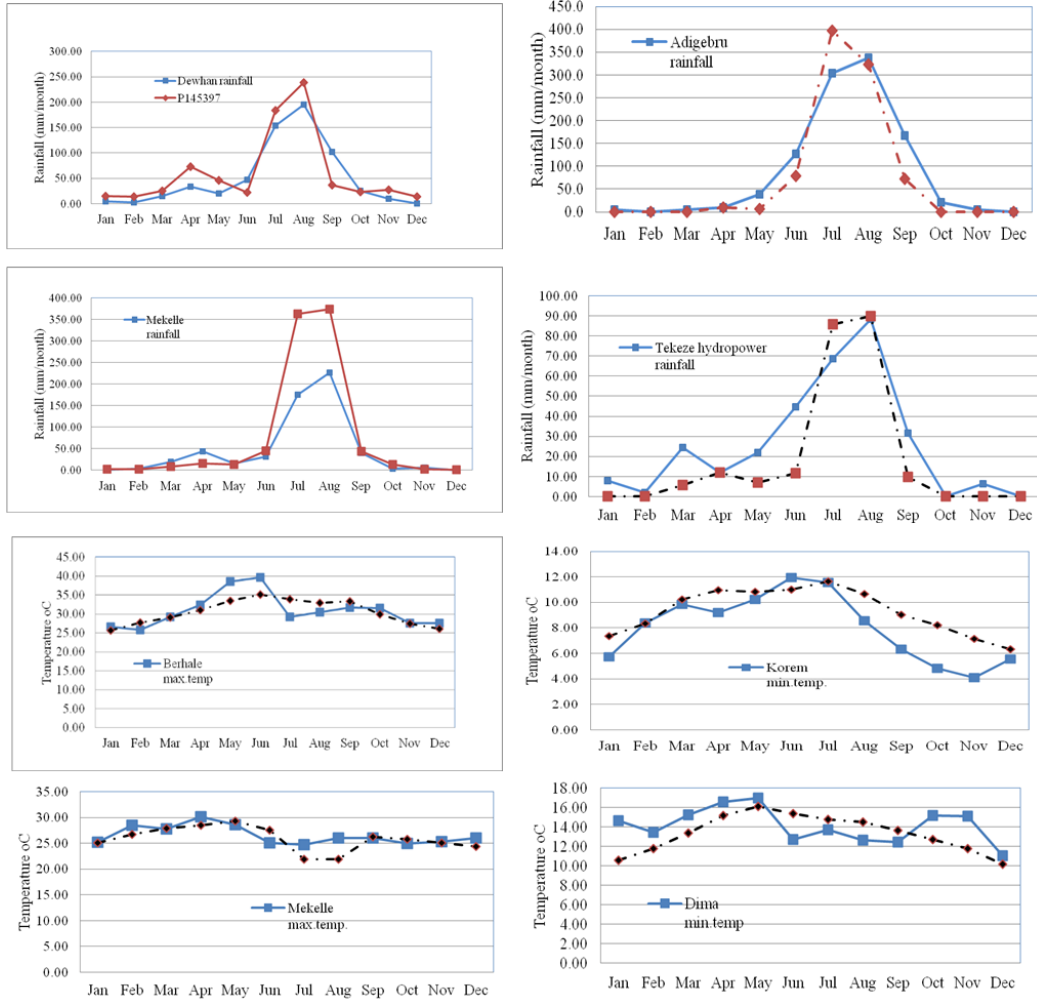 300.00
250.00
200.00
150.00
100.00
50.00
0.00
Rainfall (mm/month)
Dewhan rainfall
P145397
Jan Feb Mar Apr May Jun Jul Aug Sep Oct Nov Dec
450.0
400.0
350.0
300.0
250.0
200.0
150.0
100.0
50.0
0.0
Rainfall (mm/month)
Adigebru
rainfall
Jan Feb Mar Apr May Jun Jul Aug Sep Oct Nov Dec
400.00
350.00
300.00
250.00
200.00
150.00
100.00
50.00
0.00
Rainfall (mm/month)
Mekelle
rainfall
Jan Feb Mar Apr May Jun Jul Aug Sep Oct Nov Dec
100.00
90.00
80.00
70.00
60.00
50.00
40.00
30.00
20.00
10.00
0.00
Rainfall (mm/month)
Tekeze hydropower
rainfall
Jan Feb Mar Apr May Jun Jul Aug Sep Oct Nov Dec
45.00
40.00
35.00
30.00
25.00
20.00
15.00
10.00
5.00
0.00
Temperature oC
Berhale
max.temp
Jan Feb Mar Apr May Jun Jul Aug Sep Oct Nov Dec
14.00
12.00
10.00
8.00
6.00
4.00
2.00
0.00
Temperature oC
Korem
min.temp.
Jan Feb Mar Apr May Jun Jul Aug Sep Oct Nov Dec
35.00
30.00
25.00
20.00
15.00
10.00
5.00
0.00
Temperature oC
Mekelle
max.temp.
Jan Feb Mar Apr May Jun Jul Aug Sep Oct Nov Dec
18.00
16.00
14.00
12.00
10.00
8.00
6.00
4.00
2.00
0.00
Temperature oC
Dima
min.temp
Jan Feb Mar Apr May Jun Jul Aug Sep Oct Nov Dec